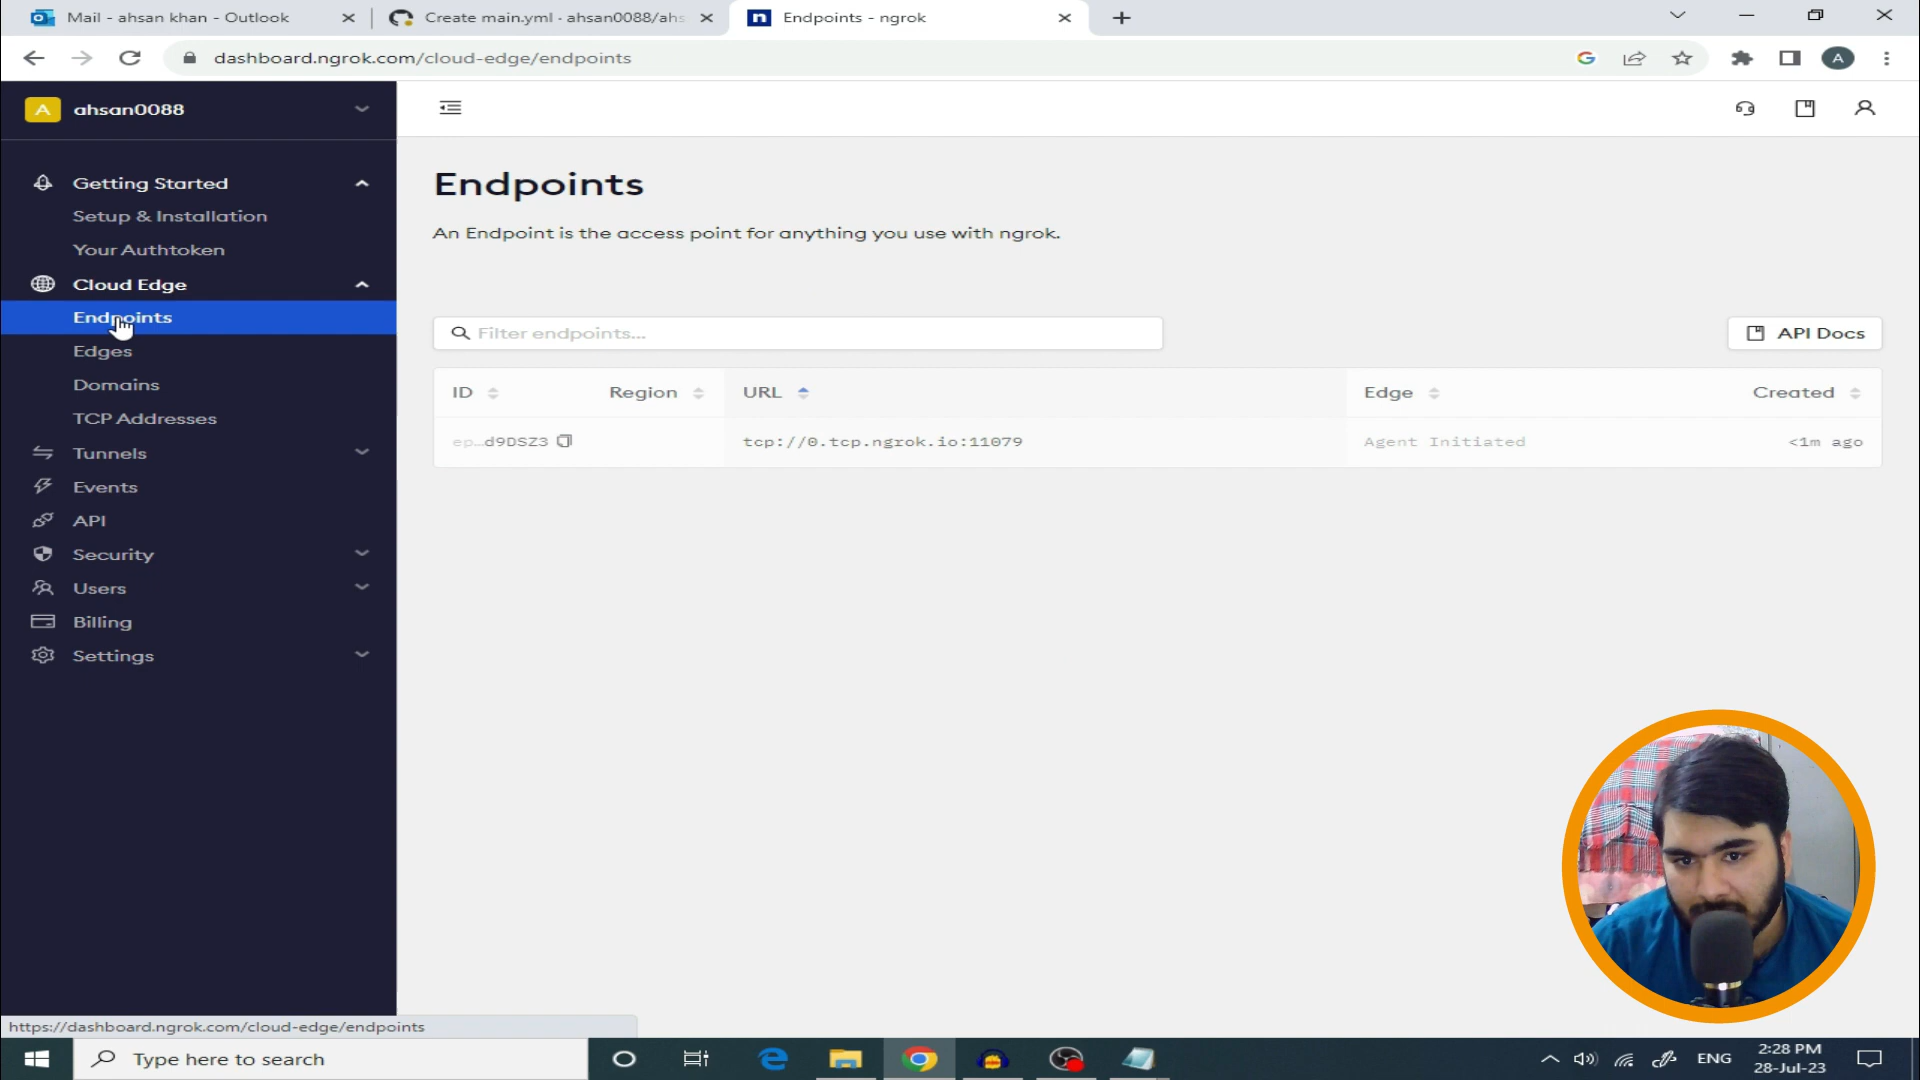 Mail - ahsan khan - Outlook
Create main.yml · ahsan0088/ahs
n
Endpoints - ngrok
dashboard.ngrok.com/cloud-edge/endpoints
G
A
A
ahsan0088
Getting Started
Setup & Installation
Your Authtoken
Cloud Edge
Endpoints
Edges
Domains
TCP Addresses
Tunnels
Events
API
Security
Users
Billing
Settings
Endpoints
An Endpoint is the access point for anything you use with ngrok.
Filter endpoints...
API Docs
ID Region URL Edge Created
ep…d9DSZ3 tcp://0.tcp.ngrok.io:11079 Agent Initiated <1m ago
https://dashboard.ngrok.com/cloud-edge/endpoints
Type here to search
ENG
2:28 PM
28-Jul-23